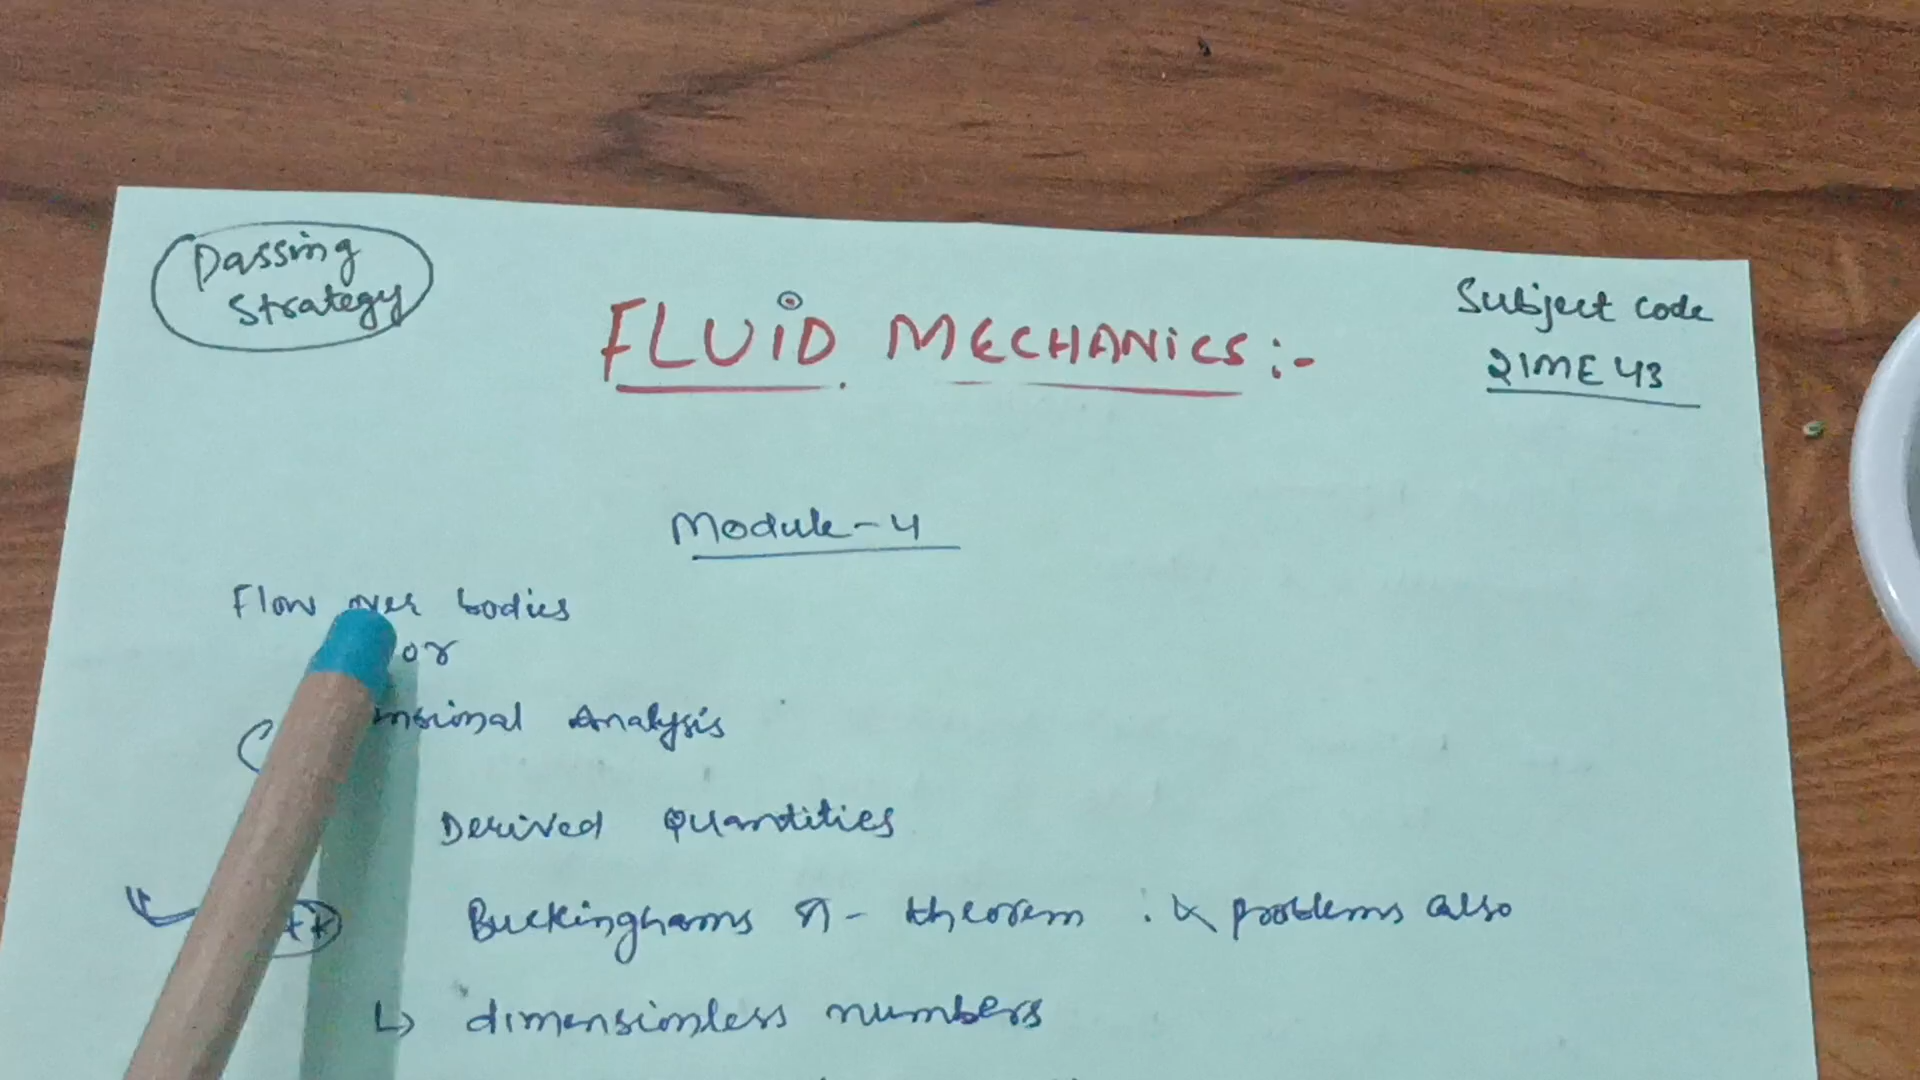 Passing
Strategy
FLUiD MECHANiCS:-
Subject code
21ME43
Module-4
Flow over bodies
or
Analysis
Derived Quantities
Buckinghams π- theorem : & problems also
↳ dimensionless numbers